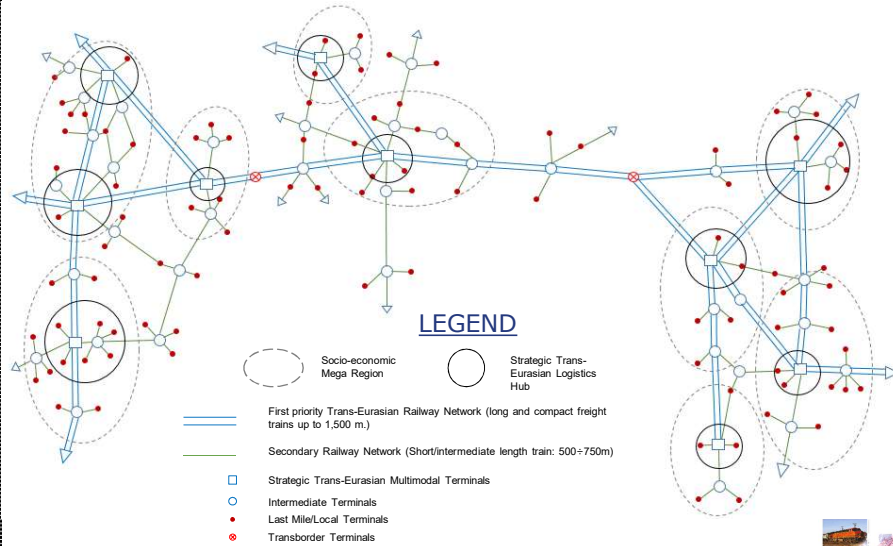 LEGEND
Socio-economic
Mega Region
Strategic Trans-
Eurasian Logistics
Hub
First priority Trans-Eurasian Railway Network (long and compact freight
trains up to 1,500 m.)
Secondary Railway Network (Short/intermediate length train: 500÷750m)
Strategic Trans-Eurasian Multimodal Terminals
Intermediate Terminals
Last Mile/Local Terminals
Transborder Terminals